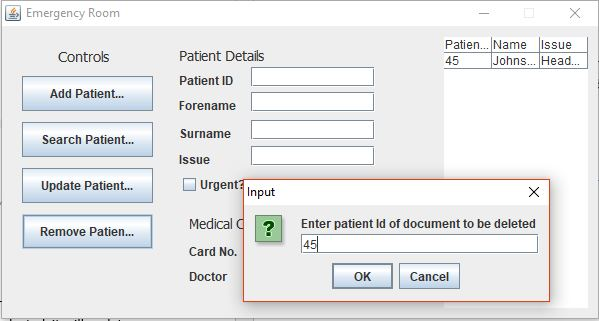 Emergency Room
Controls
Add Patient...
Search Patient...
Update Patient...
Remove Patien...
Patient Details
Patient ID
Forename
Surname
Issue
Urgent?
Medical C
Card No.
Doctor
Patien... Name Issue
45 Johns... Head...
Input
Enter patient Id of document to be deleted
45
OK Cancel